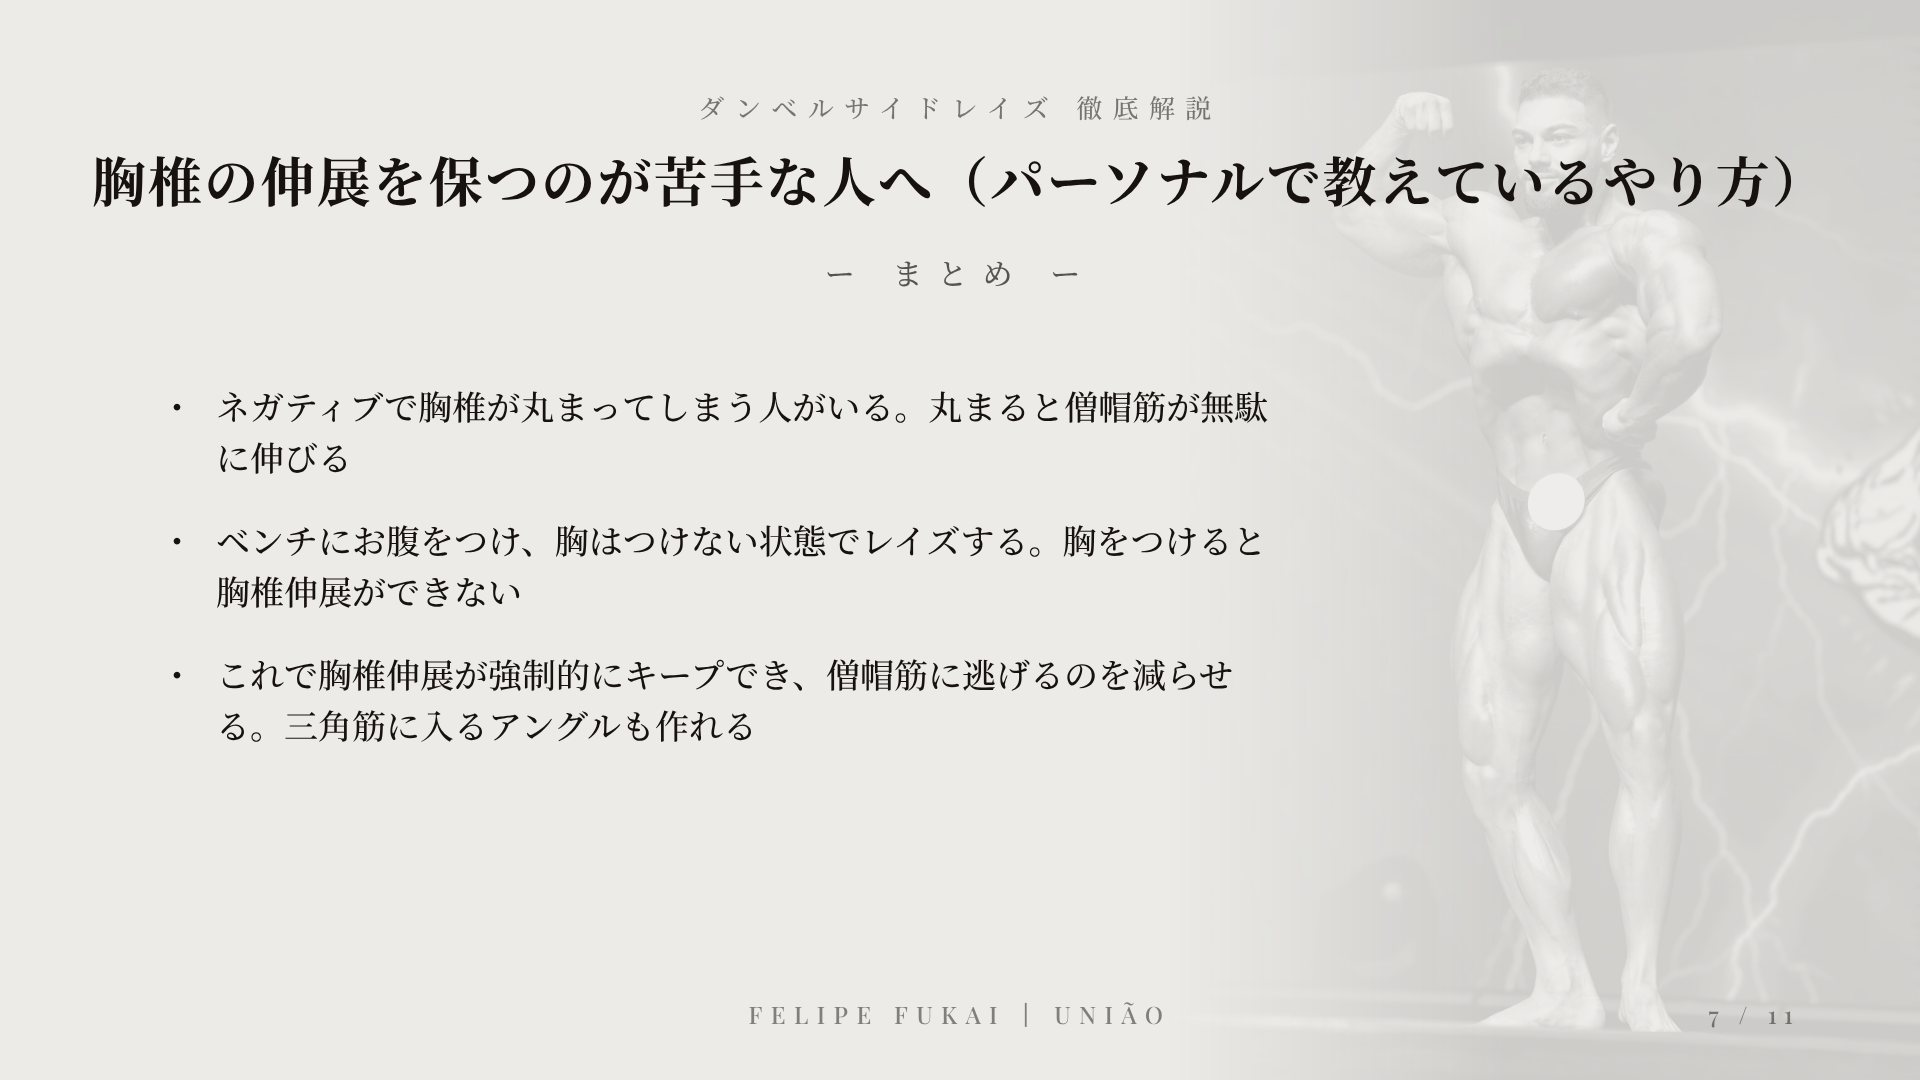 ダンベルサイドレイズ 徹底解説
胸椎の伸展を保つのが苦手な人へ（パーソナルで教えているやり方）
ー まとめ ー
・ ネガティブで胸椎が丸まってしまう人がいる。丸まると僧帽筋が無駄
に伸びる
・ ベンチにお腹をつけ、胸はつけない状態でレイズする。胸をつけると
胸椎伸展ができない
・ これで胸椎伸展が強制的にキープでき、僧帽筋に逃げるのを減らせ
る。三角筋に入るアングルも作れる
FELIPE FUKAI | UNIÃO
7 / 11